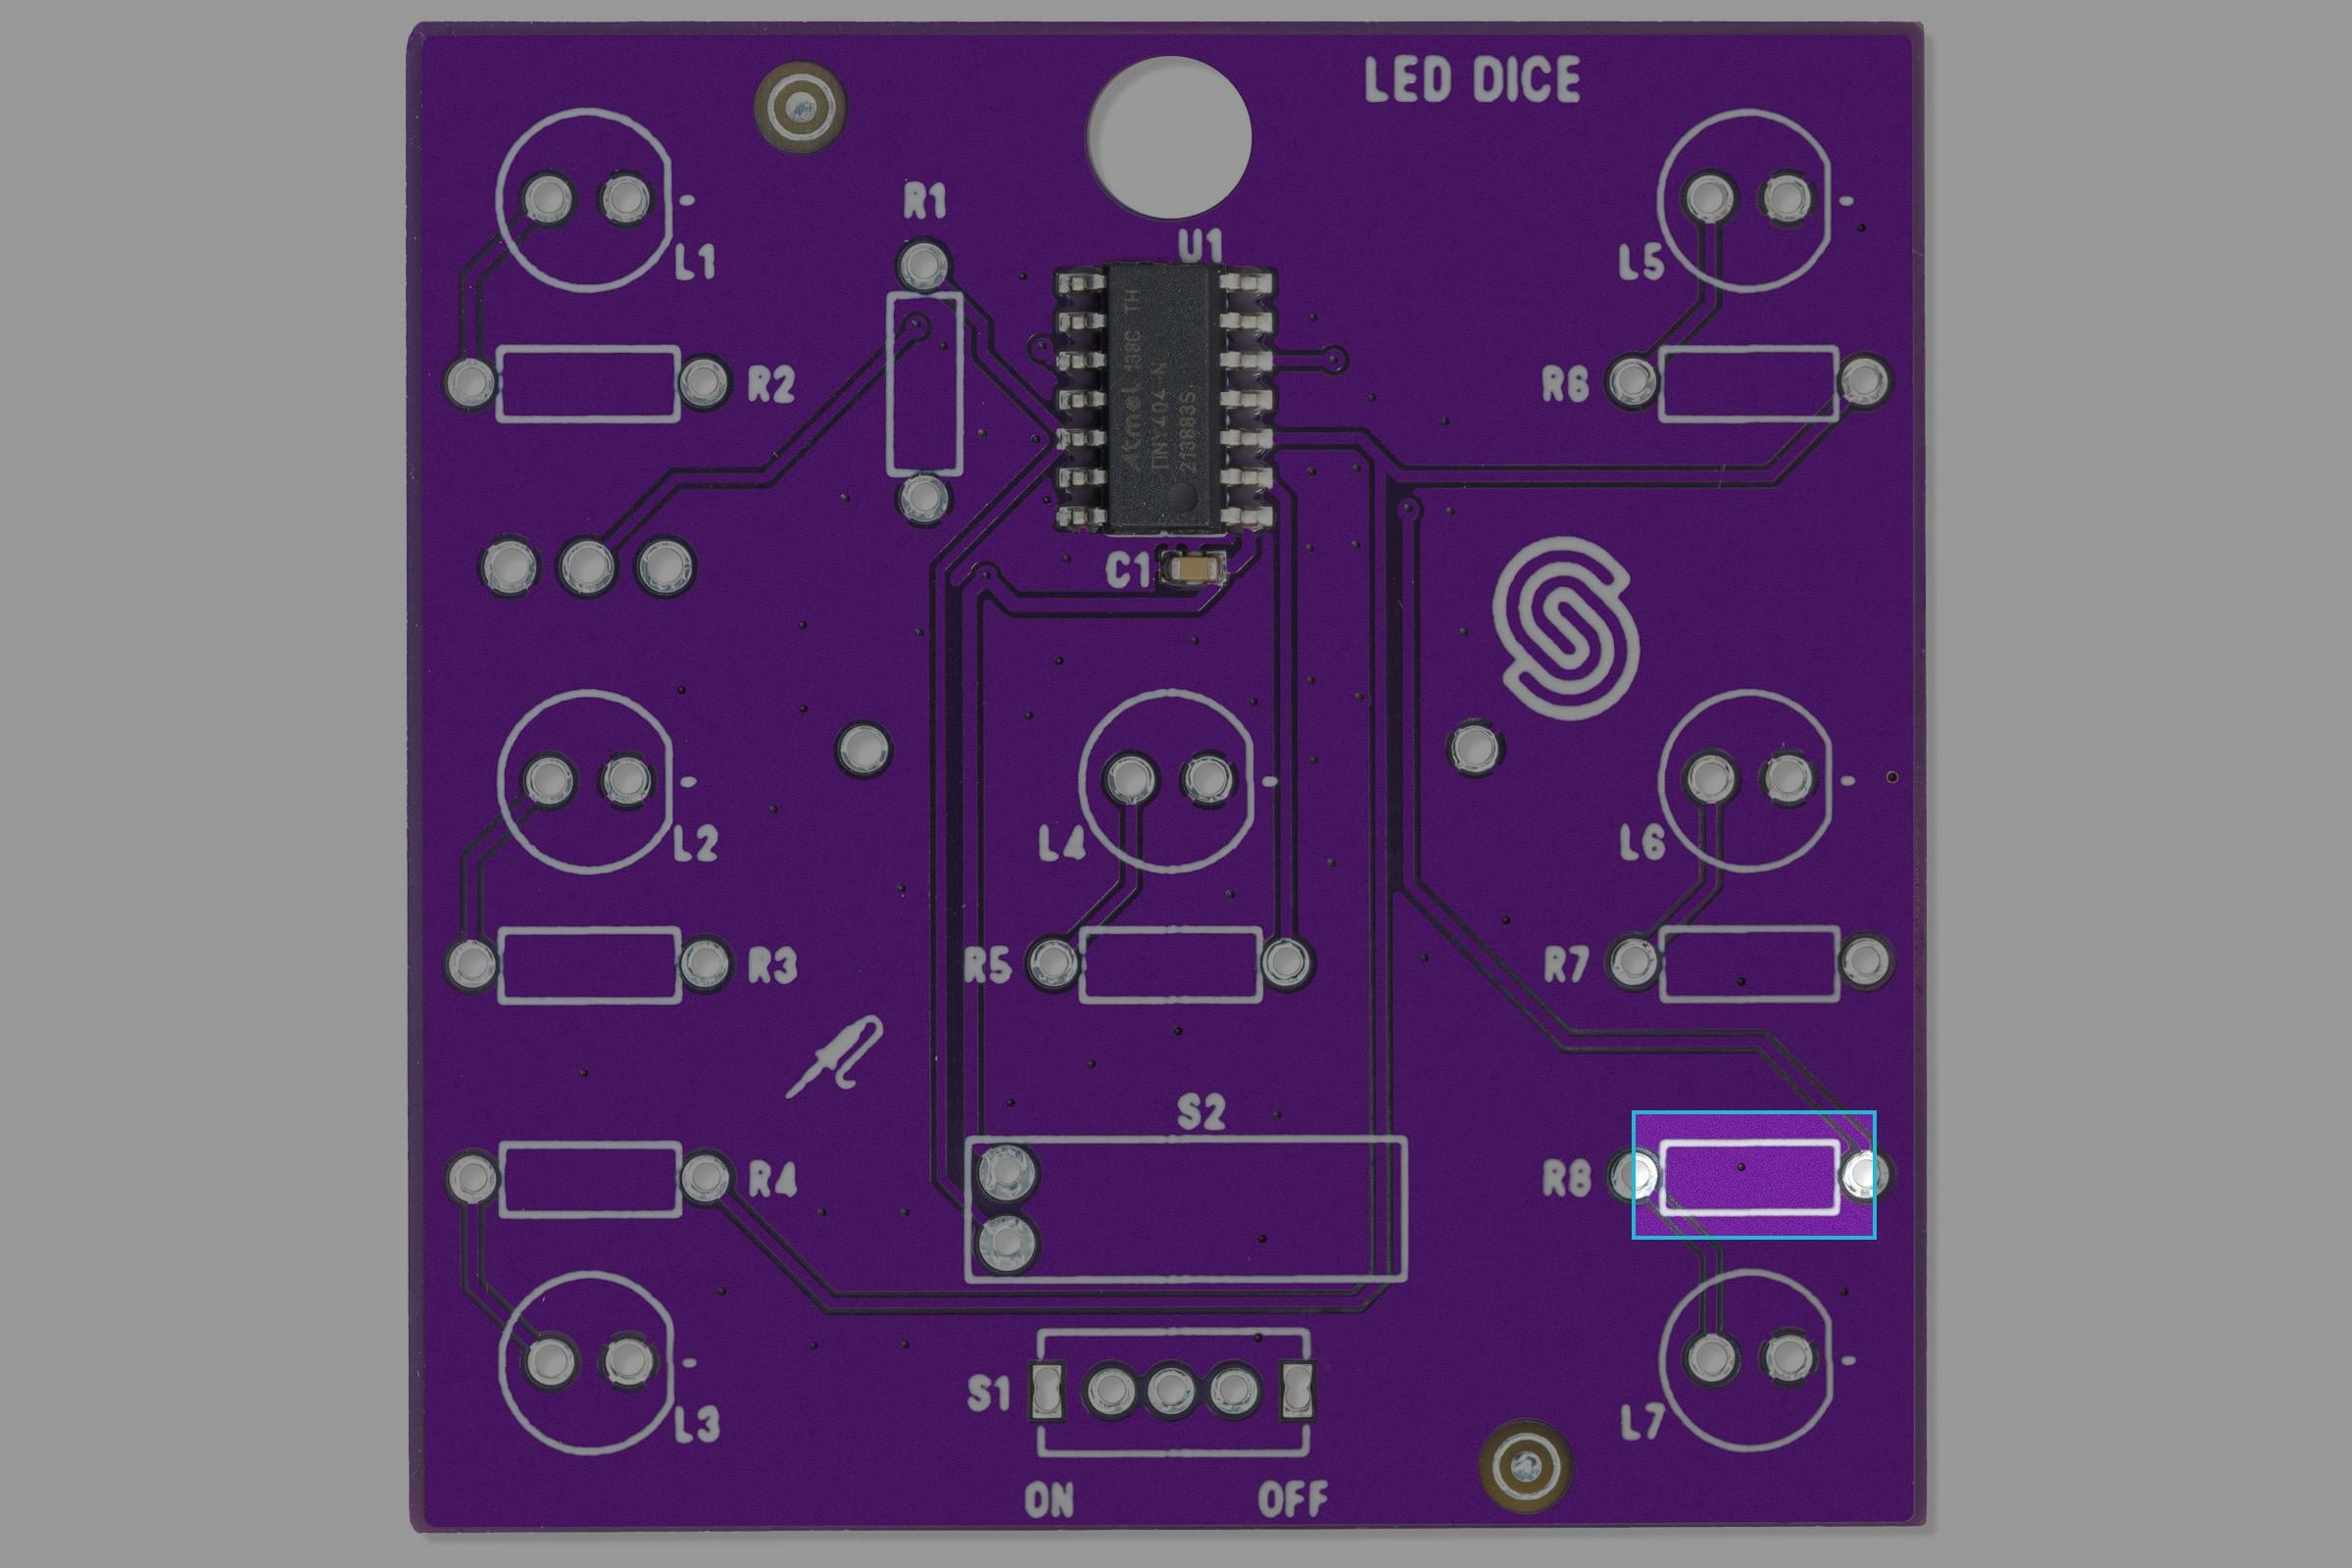 LED DICE
R1
U1
L1
L5
R2
R6
Atmel 138C TH
TINY404-N
213883S
C1
L2
L4
L6
R3
R5
R7
S2
R4
R8
S1
L3
L7
ON OFF